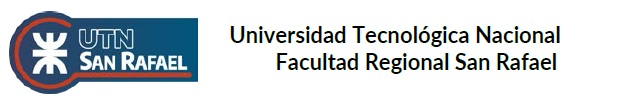 UTN
SAN RAFAEL
Universidad Tecnológica Nacional
Facultad Regional San Rafael